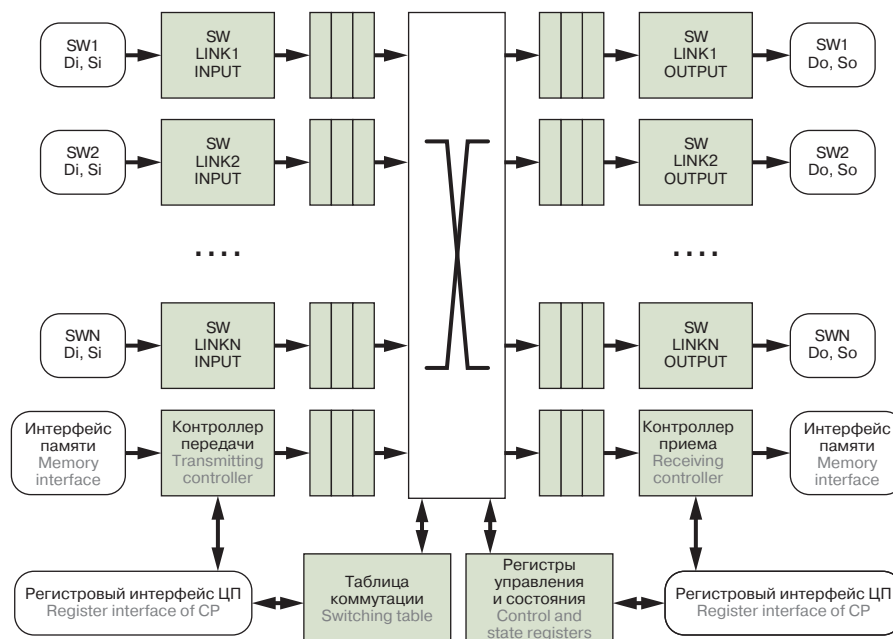 SW1
Di, Si
SW
LINK1
INPUT
SW
LINK1
OUTPUT
SW1
Do, So
SW2
Di, Si
SW
LINK2
INPUT
SW
LINK2
OUTPUT
SW2
Do, So
....
....
SWN
Di, Si
SW
LINKN
INPUT
SW
LINKN
OUTPUT
SWN
Do, So
Интерфейс
памяти
Memory
interface
Контроллер
передачи
Transmitting
controller
Контроллер
приема
Receiving
controller
Интерфейс
памяти
Memory
interface
Регистровый интерфейс ЦП
Register interface of CP
Таблица
коммутации
Switching table
Регистры
управления
и состояния
Control and
state registers
Регистровый интерфейс ЦП
Register interface of CP